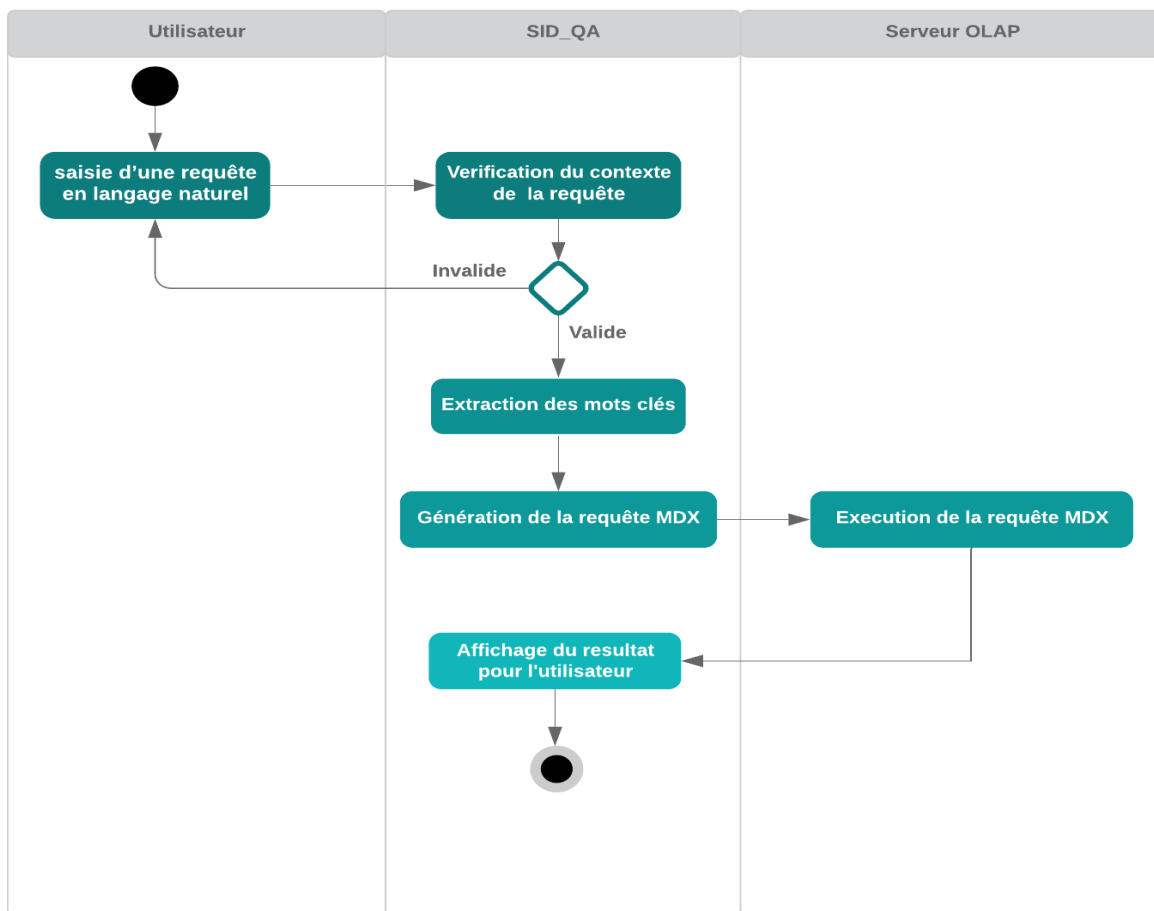 Utilisateur
SID_QA
Serveur OLAP
saisie d’une requête
en langage naturel
Verification du contexte
de la requête
Invalide
Valide
Extraction des mots clés
Génération de la requête MDX
Execution de la requête MDX
Affichage du resultat
pour l'utilisateur